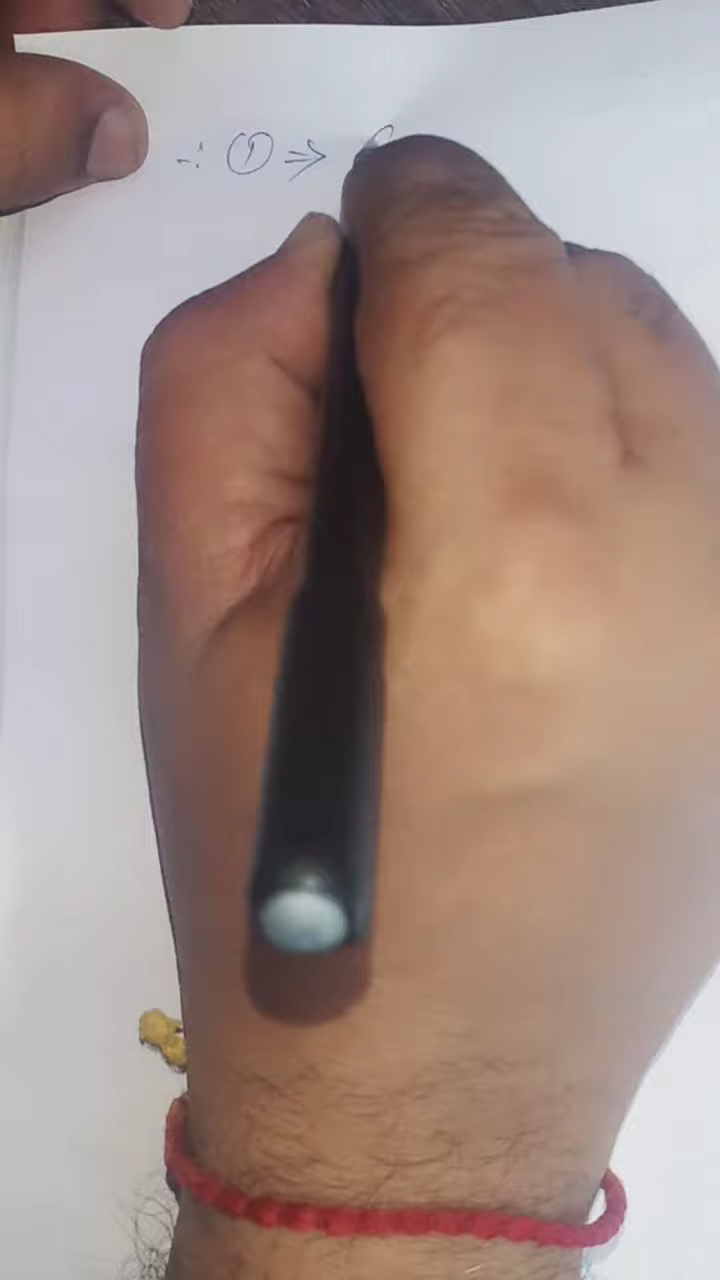 ∴ ① ⇒